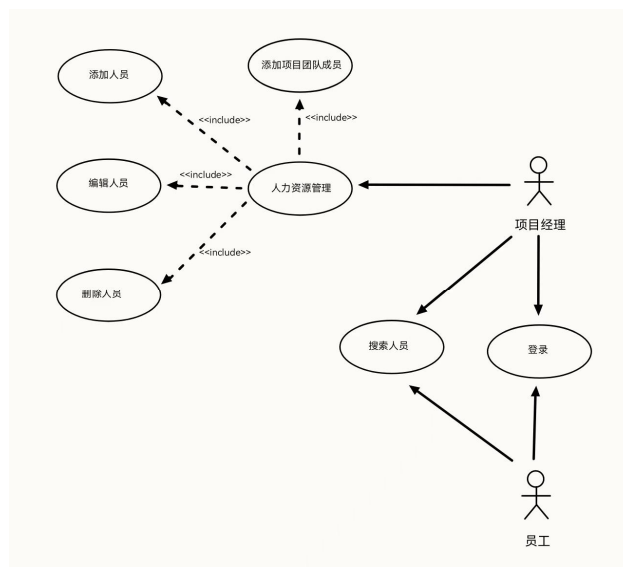 添加人员
添加项目团队成员
<<include>>
<<include>>
<<include>>
编辑人员
人力资源管理
项目经理
<<include>>
删除人员
搜索人员
登录
员工